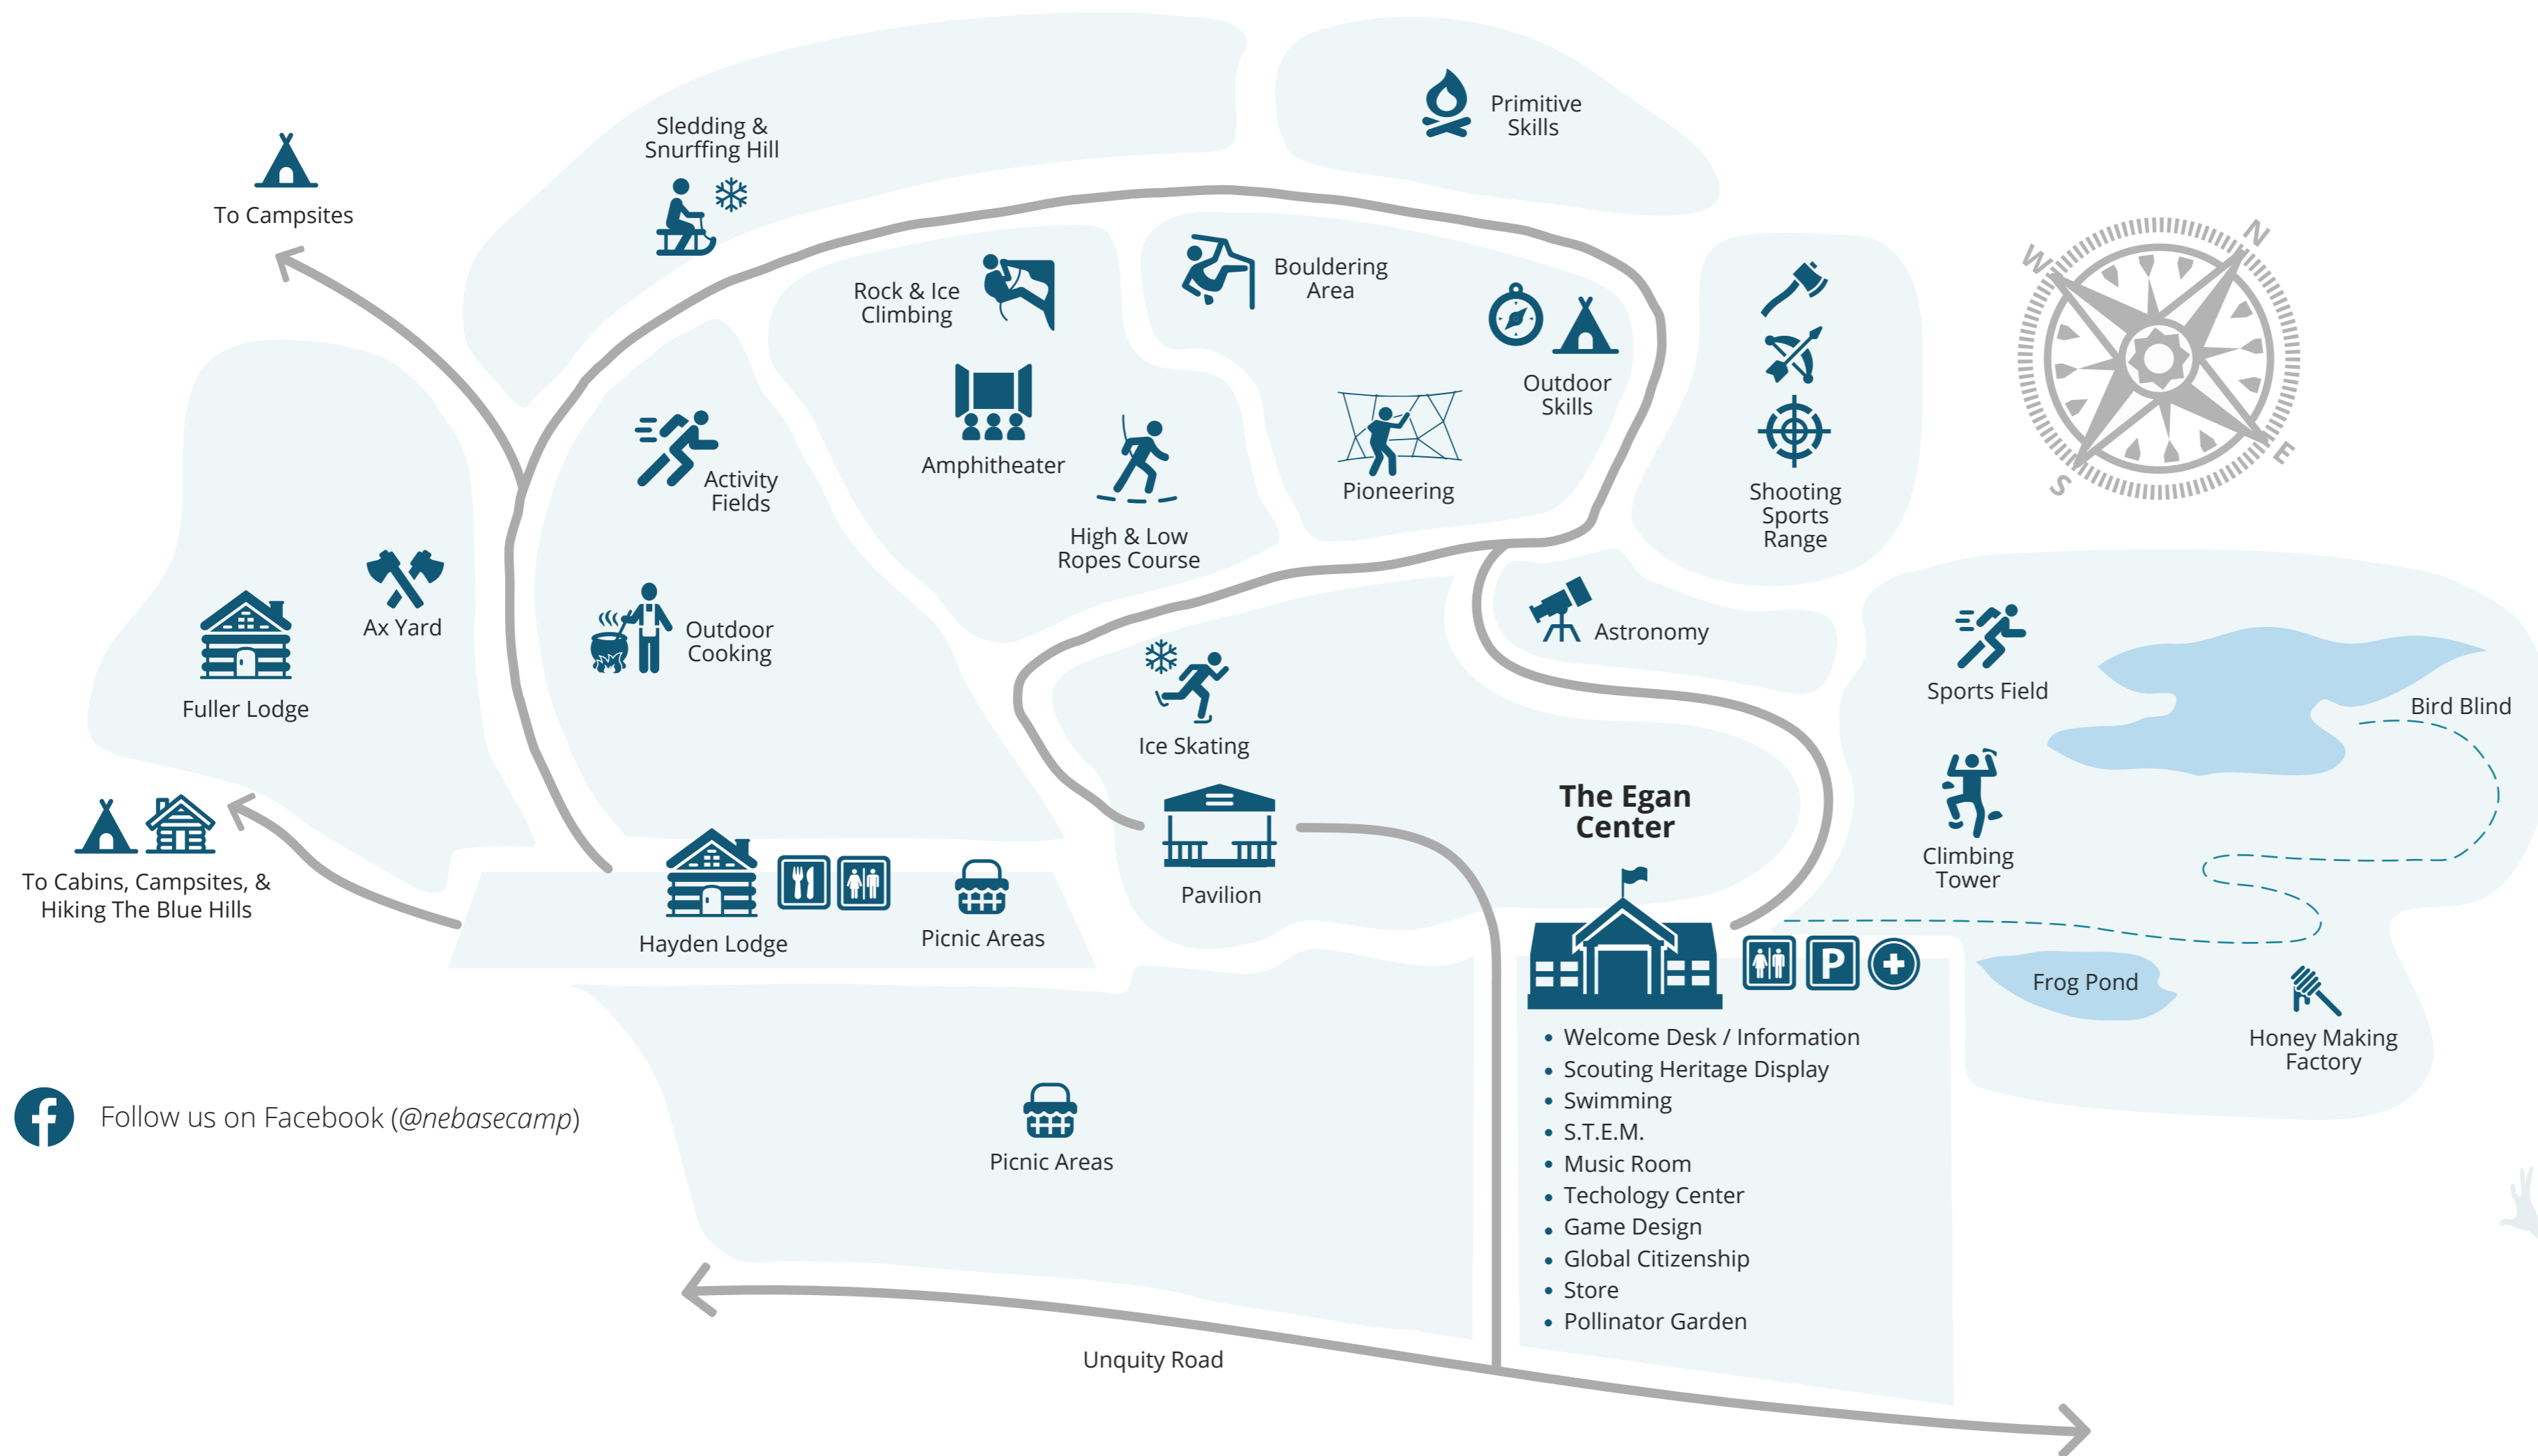 Primitive
Skills
Sledding &
Snurffing Hill
To Campsites
N
W
E
S
Rock & Ice
Climbing
Bouldering
Area
Outdoor
Skills
Amphitheater
Activity
Fields
Pioneering
Shooting
Sports
Range
High & Low
Ropes Course
Ax Yard
Outdoor
Cooking
Astronomy
Fuller Lodge
Sports Field
Bird Blind
Ice Skating
The Egan
Center
Climbing
Tower
To Cabins, Campsites, &
Hiking The Blue Hills
Pavilion
Hayden Lodge
Picnic Areas
P
Frog Pond
Honey Making
Factory
• Welcome Desk / Information
• Scouting Heritage Display
• Swimming
• S.T.E.M.
• Music Room
• Techology Center
• Game Design
• Global Citizenship
• Store
• Pollinator Garden
f
Follow us on Facebook (@nebasecamp)
Picnic Areas
Unquity Road